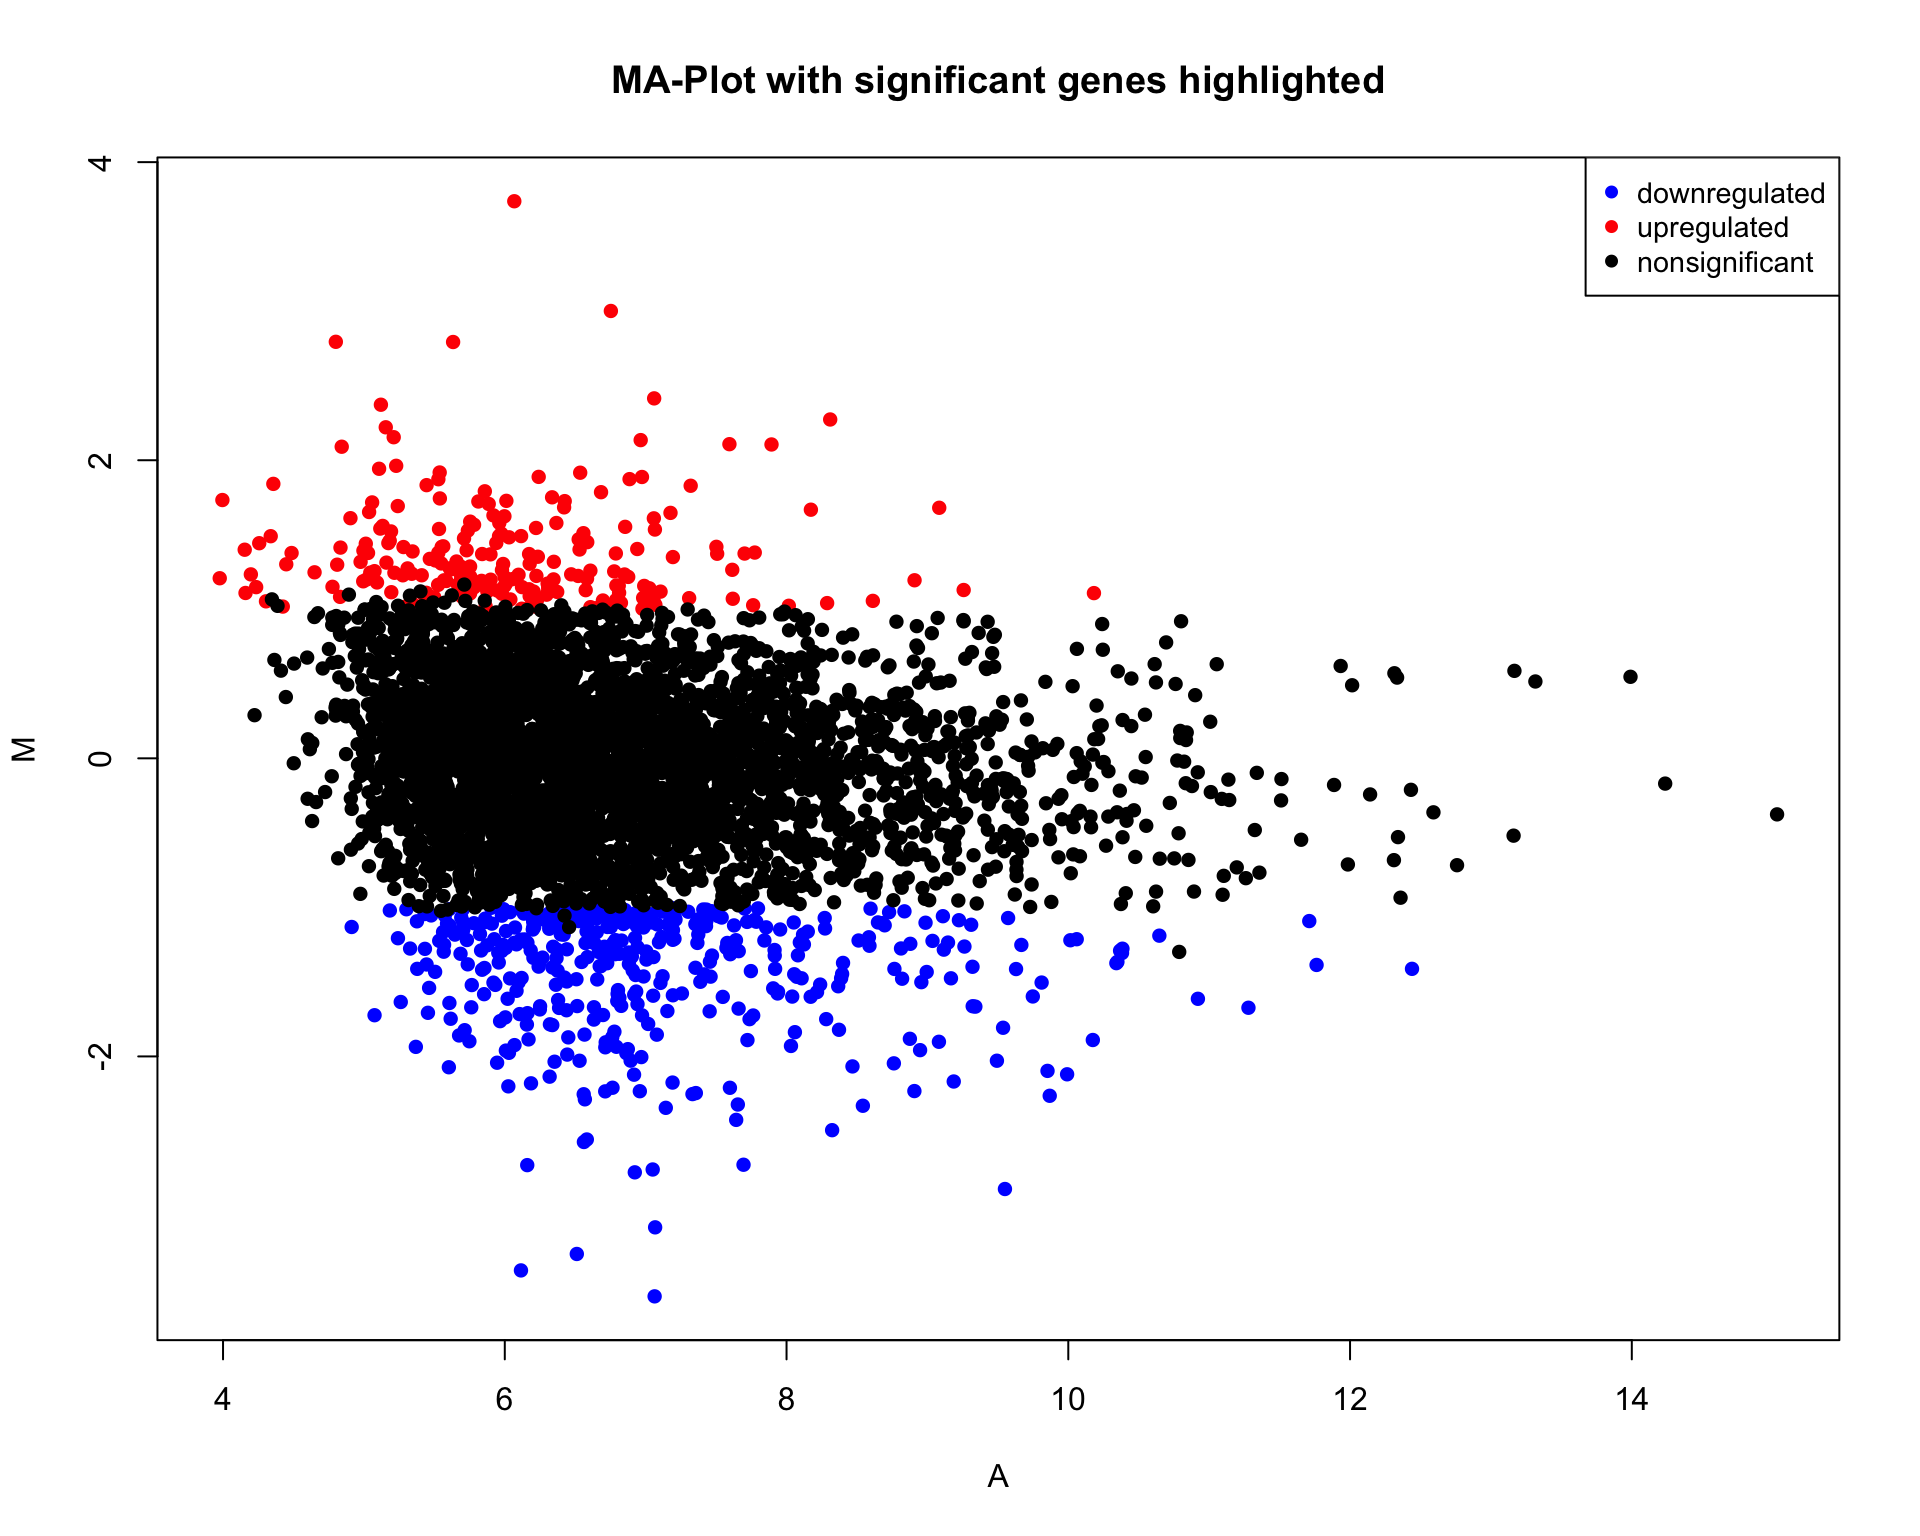 MA-Plot with significant genes highlighted
downregulated
upregulated
nonsignificant
4
2
0
-2
M
4 6 8 10 12 14
A